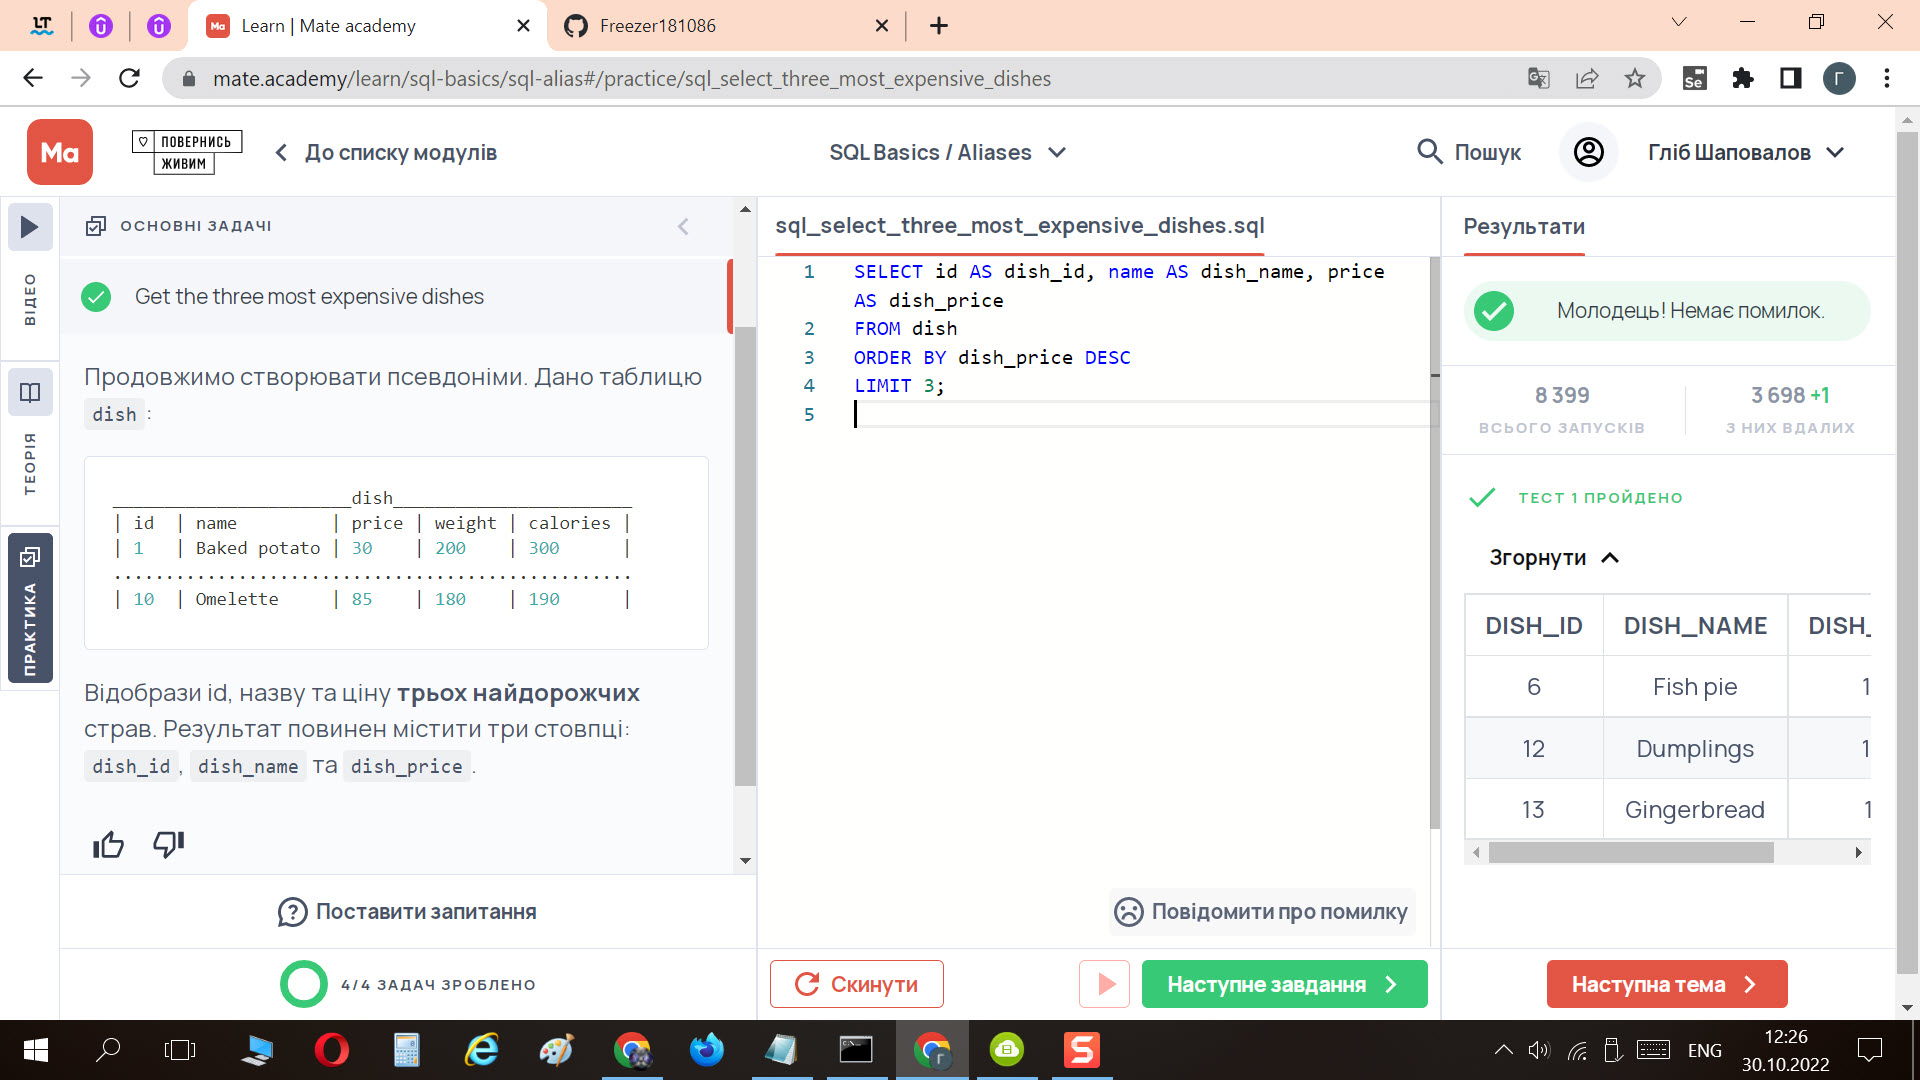 Learn | Mate academy
Freezer181086
mate.academy/learn/sql-basics/sql-alias#/practice/sql_select_three_most_expensive_dishes
Se
Г
Ma
ПОВЕРНИСЬ
ЖИВИМ
До списку модулів
SQL Basics / Aliases
Пошук
Гліб Шаповалов
ВІДЕО
ТЕОРІЯ
ПРАКТИКА
ОСНОВНІ ЗАДАЧІ
Get the three most expensive dishes
Продовжимо створювати псевдоніми. Дано таблицю
dish :
_______________________dish_______________________
| id | name | price | weight | calories |
| 1 | Baked potato | 30 | 200 | 300 |
..................................................
| 10 | Omelette | 85 | 180 | 190 |
Відобрази id, назву та ціну трьох найдорожчих
страв. Результат повинен містити три стовпці:
dish_id , dish_name та dish_price .
Поставити запитання
4/4 ЗАДАЧ ЗРОБЛЕНО
sql_select_three_most_expensive_dishes.sql
1 SELECT id AS dish_id, name AS dish_name, price
AS dish_price
2 FROM dish
3 ORDER BY dish_price DESC
4 LIMIT 3;
5
Повідомити про помилку
Скинути
Наступне завдання
Результати
Молодець! Немає помилок.
8 399
ВСЬОГО ЗАПУСКІВ
3 698 +1
З НИХ ВДАЛИХ
ТЕСТ 1 ПРОЙДЕНО
Згорнути
DISH_ID DISH_NAME DISH_
6 Fish pie 1
12 Dumplings 1
13 Gingerbread 1
Наступна тема
ENG
12:26
30.10.2022